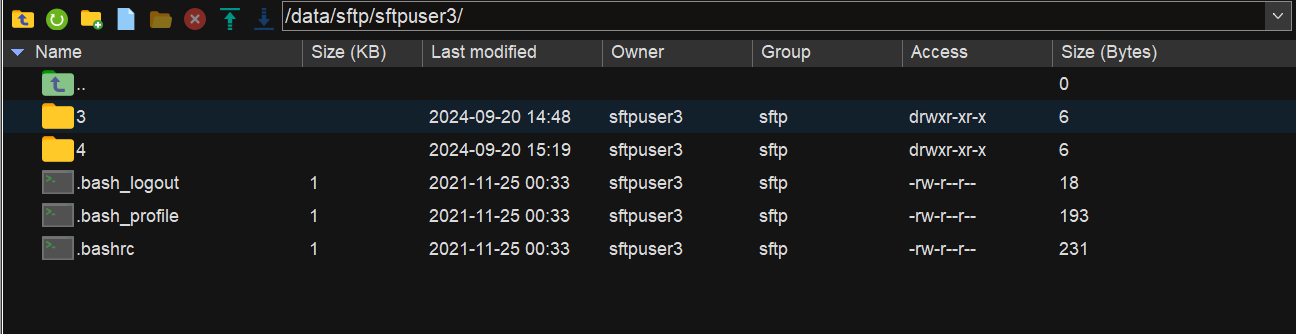 /data/sftp/sftpuser3/
Name Size (KB) Last modified Owner Group Access Size (Bytes)
.. 0
3 2024-09-20 14:48 sftpuser3 sftp drwxr-xr-x 6
4 2024-09-20 15:19 sftpuser3 sftp drwxr-xr-x 6
.bash_logout 1 2021-11-25 00:33 sftpuser3 sftp -rw-r--r-- 18
.bash_profile 1 2021-11-25 00:33 sftpuser3 sftp -rw-r--r-- 193
.bashrc 1 2021-11-25 00:33 sftpuser3 sftp -rw-r--r-- 231